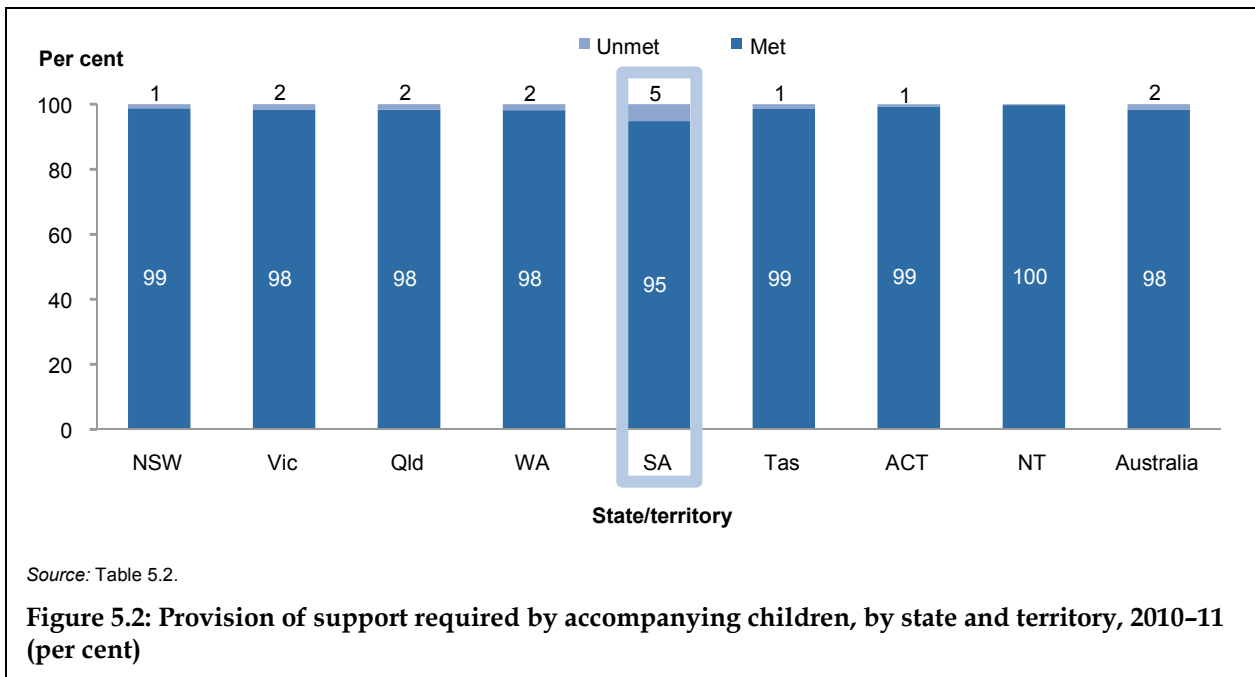 Per cent
Unmet Met
1 2 2 2 5 1 1 2
100
80
60
40
20
0
99 98 98 98 95 99 99 100 98
NSW Vic Qld WA SA Tas ACT NT Australia
State/territory
Source: Table 5.2.
Figure 5.2: Provision of support required by accompanying children, by state and territory, 2010–11
(per cent)